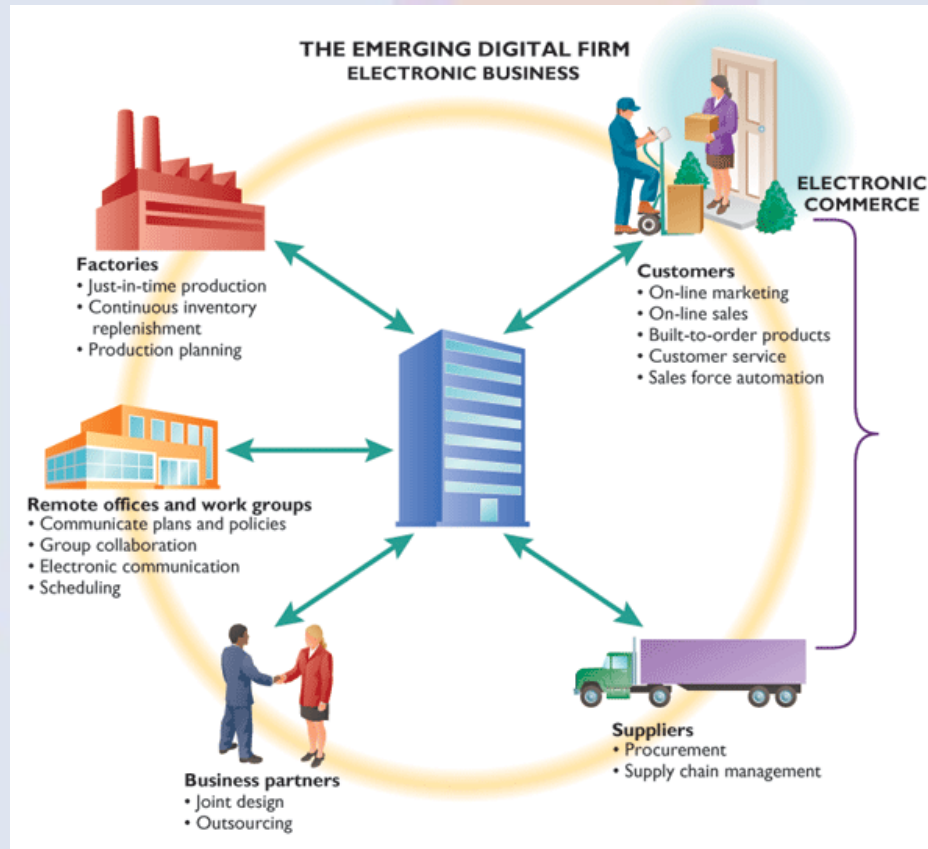 THE EMERGING DIGITAL FIRM
ELECTRONIC BUSINESS
ELECTRONIC
COMMERCE
Factories
• Just-in-time production
• Continuous inventory
replenishment
• Production planning
Customers
• On-line marketing
• On-line sales
• Built-to-order products
• Customer service
• Sales force automation
Remote offices and work groups
• Communicate plans and policies
• Group collaboration
• Electronic communication
• Scheduling
Business partners
• Joint design
• Outsourcing
Suppliers
• Procurement
• Supply chain management